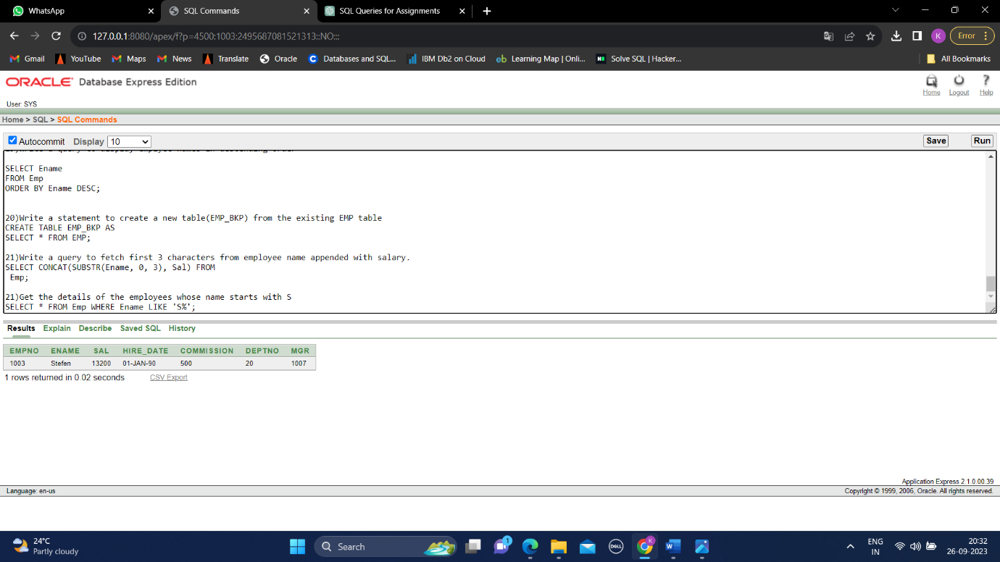 WhatsApp
SQL Commands
SQL Queries for Assignments
127.0.0.1:8080/apex/f?p=4500:1003:2495687081521313::NO:::
K
Error
Gmail
YouTube
Maps
News
Translate
Oracle
Databases and SQL...
IBM Db2 on Cloud
Learning Map | Onli...
Solve SQL | Hacker...
All Bookmarks
ORACLE Database Express Edition
Home
Logout
Help
User: SYS
Home > SQL > SQL Commands
Autocommit Display 10
Save
Run
SELECT Ename
FROM Emp
ORDER BY Ename DESC;
20)Write a statement to create a new table(EMP_BKP) from the existing EMP table
CREATE TABLE EMP_BKP AS
SELECT * FROM EMP;
21)Write a query to fetch first 3 characters from employee name appended with salary.
SELECT CONCAT(SUBSTR(Ename, 0, 3), Sal) FROM
Emp;
21)Get the details of the employees whose name starts with S
SELECT * FROM Emp WHERE Ename LIKE 'S%';
Results Explain Describe Saved SQL History
EMPNO ENAME SAL HIRE_DATE COMMISSION DEPTNO MGR
1003 Stefen 13200 01-JAN-90 500 20 1007
1 rows returned in 0.02 seconds CSV Export
Application Express 2.1.0.00.39
Language: en-us
Copyright © 1999, 2006, Oracle. All rights reserved.
24°C
Partly cloudy
Search
1
DELL
K
ENG
IN
20:32
26-09-2023